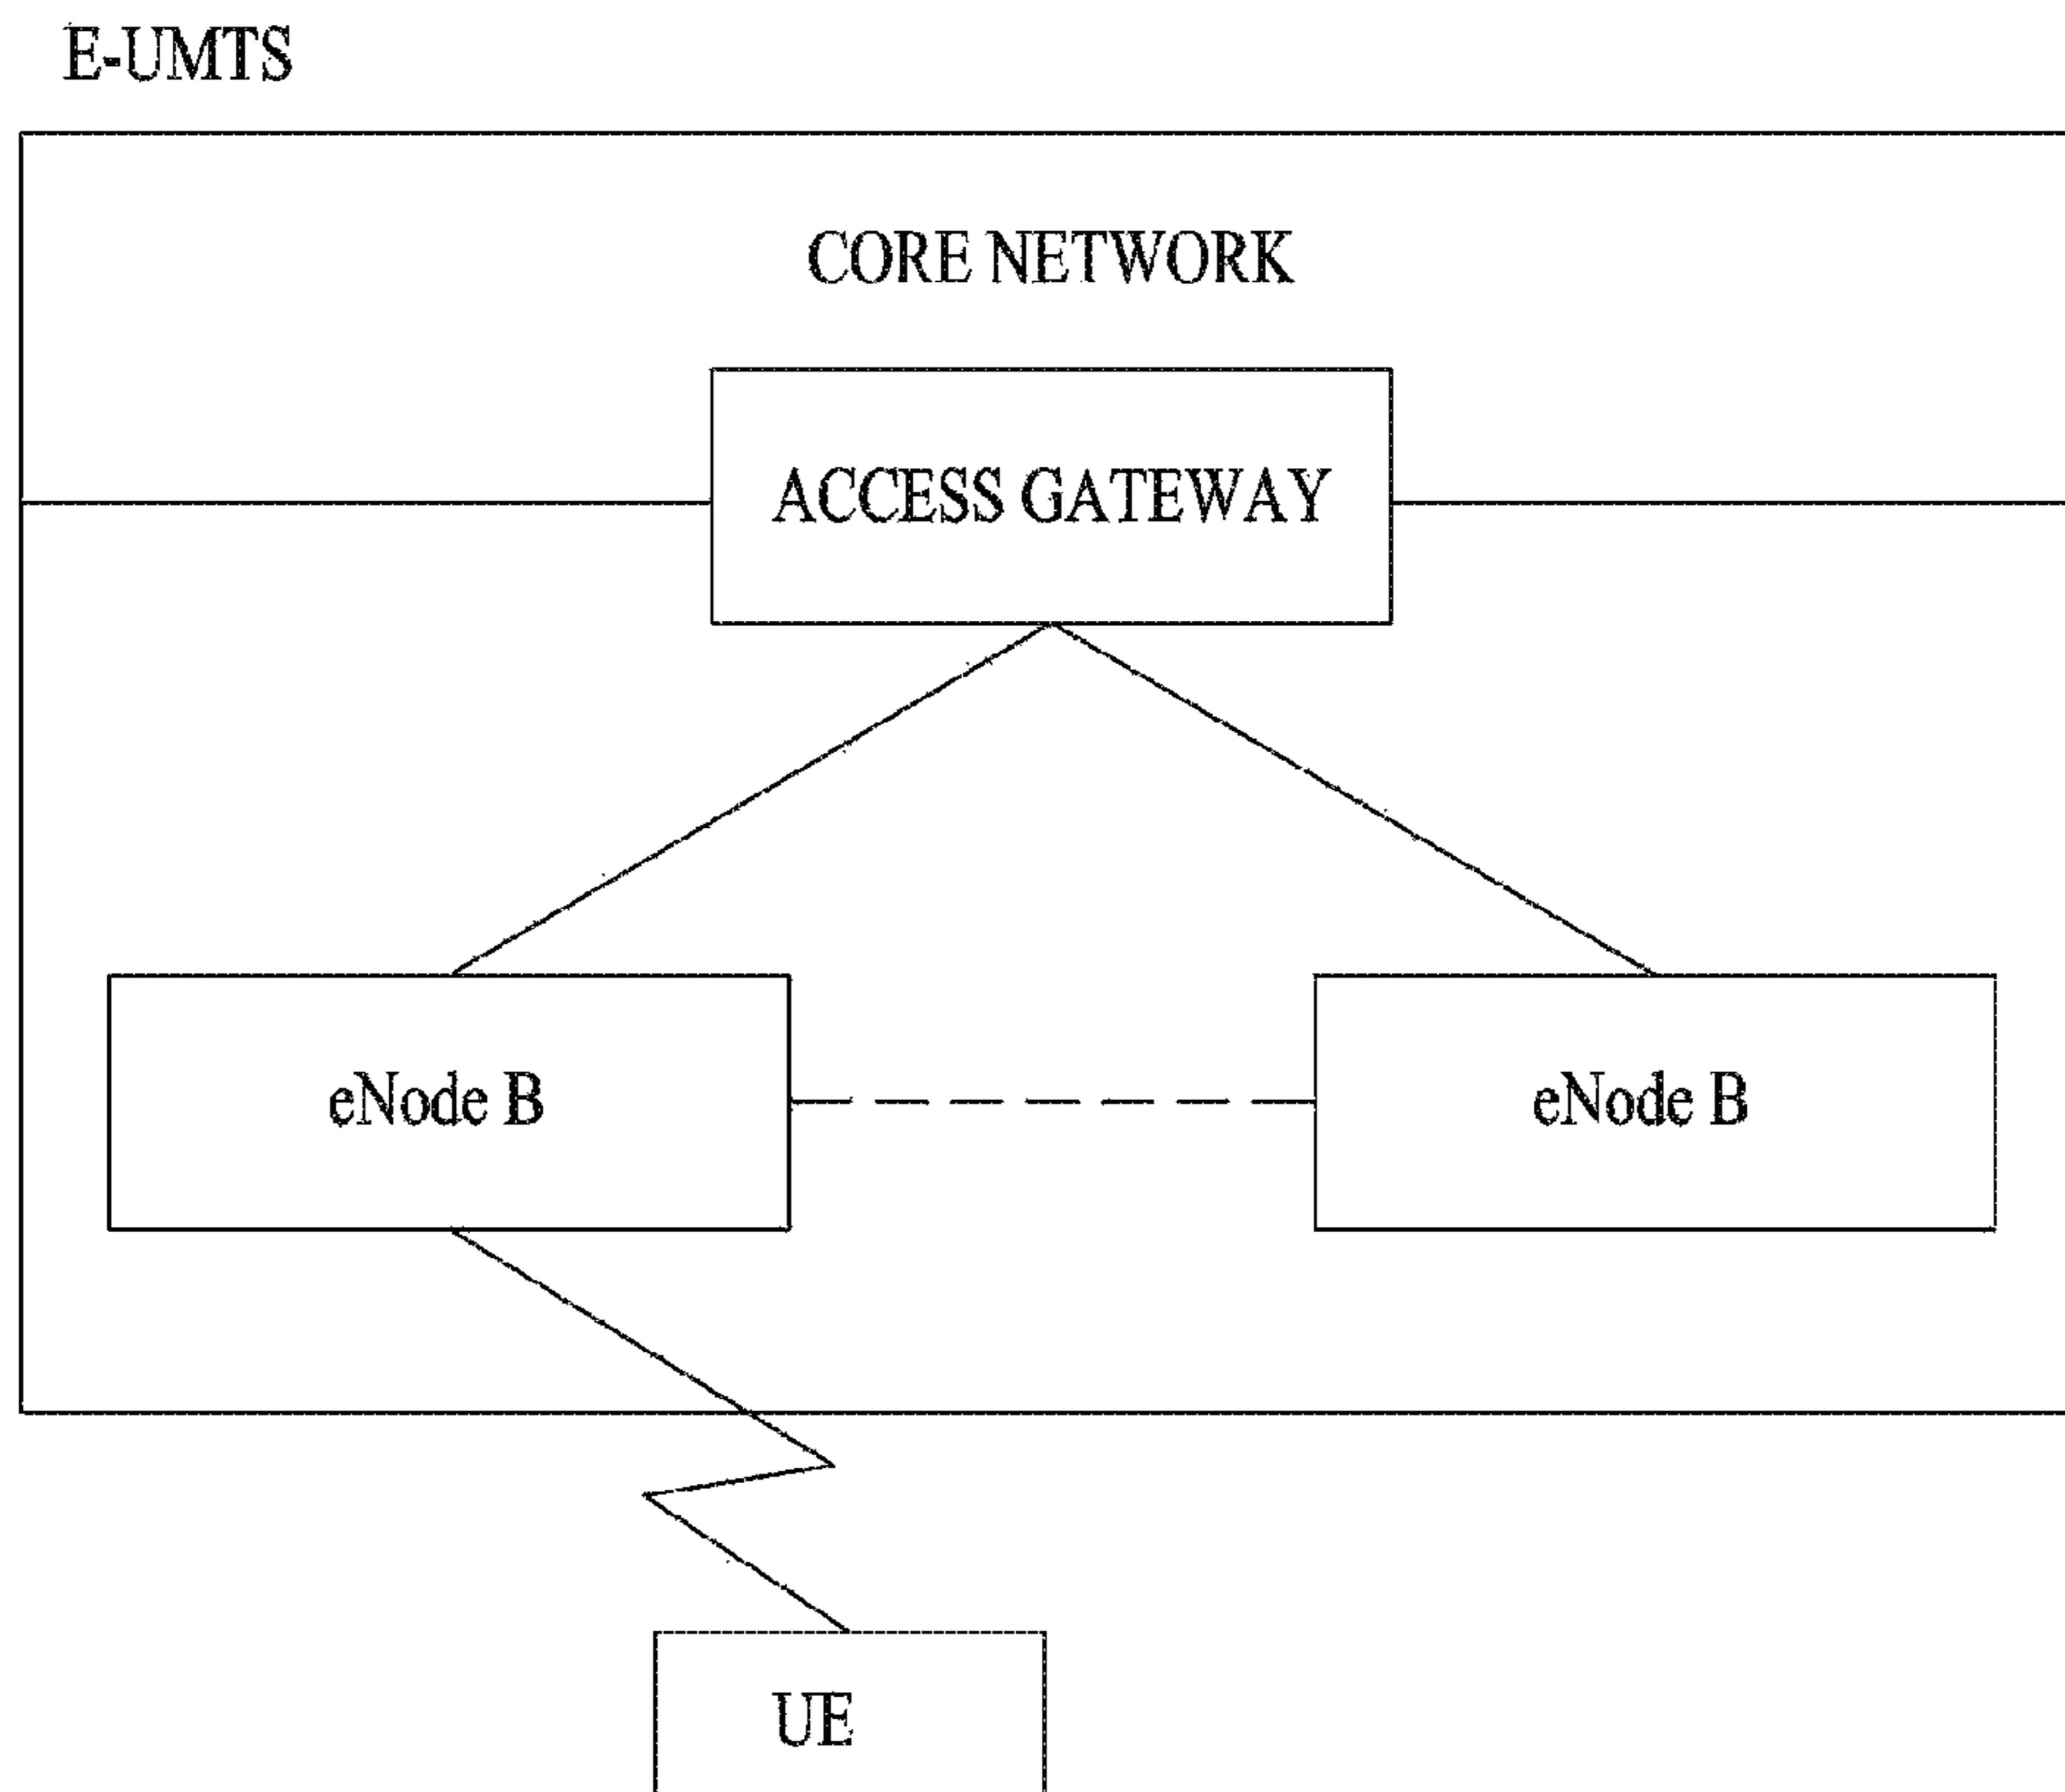 E-UMTS
CORE NETWORK
ACCESS GATEWAY
eNode B
eNode B
UE